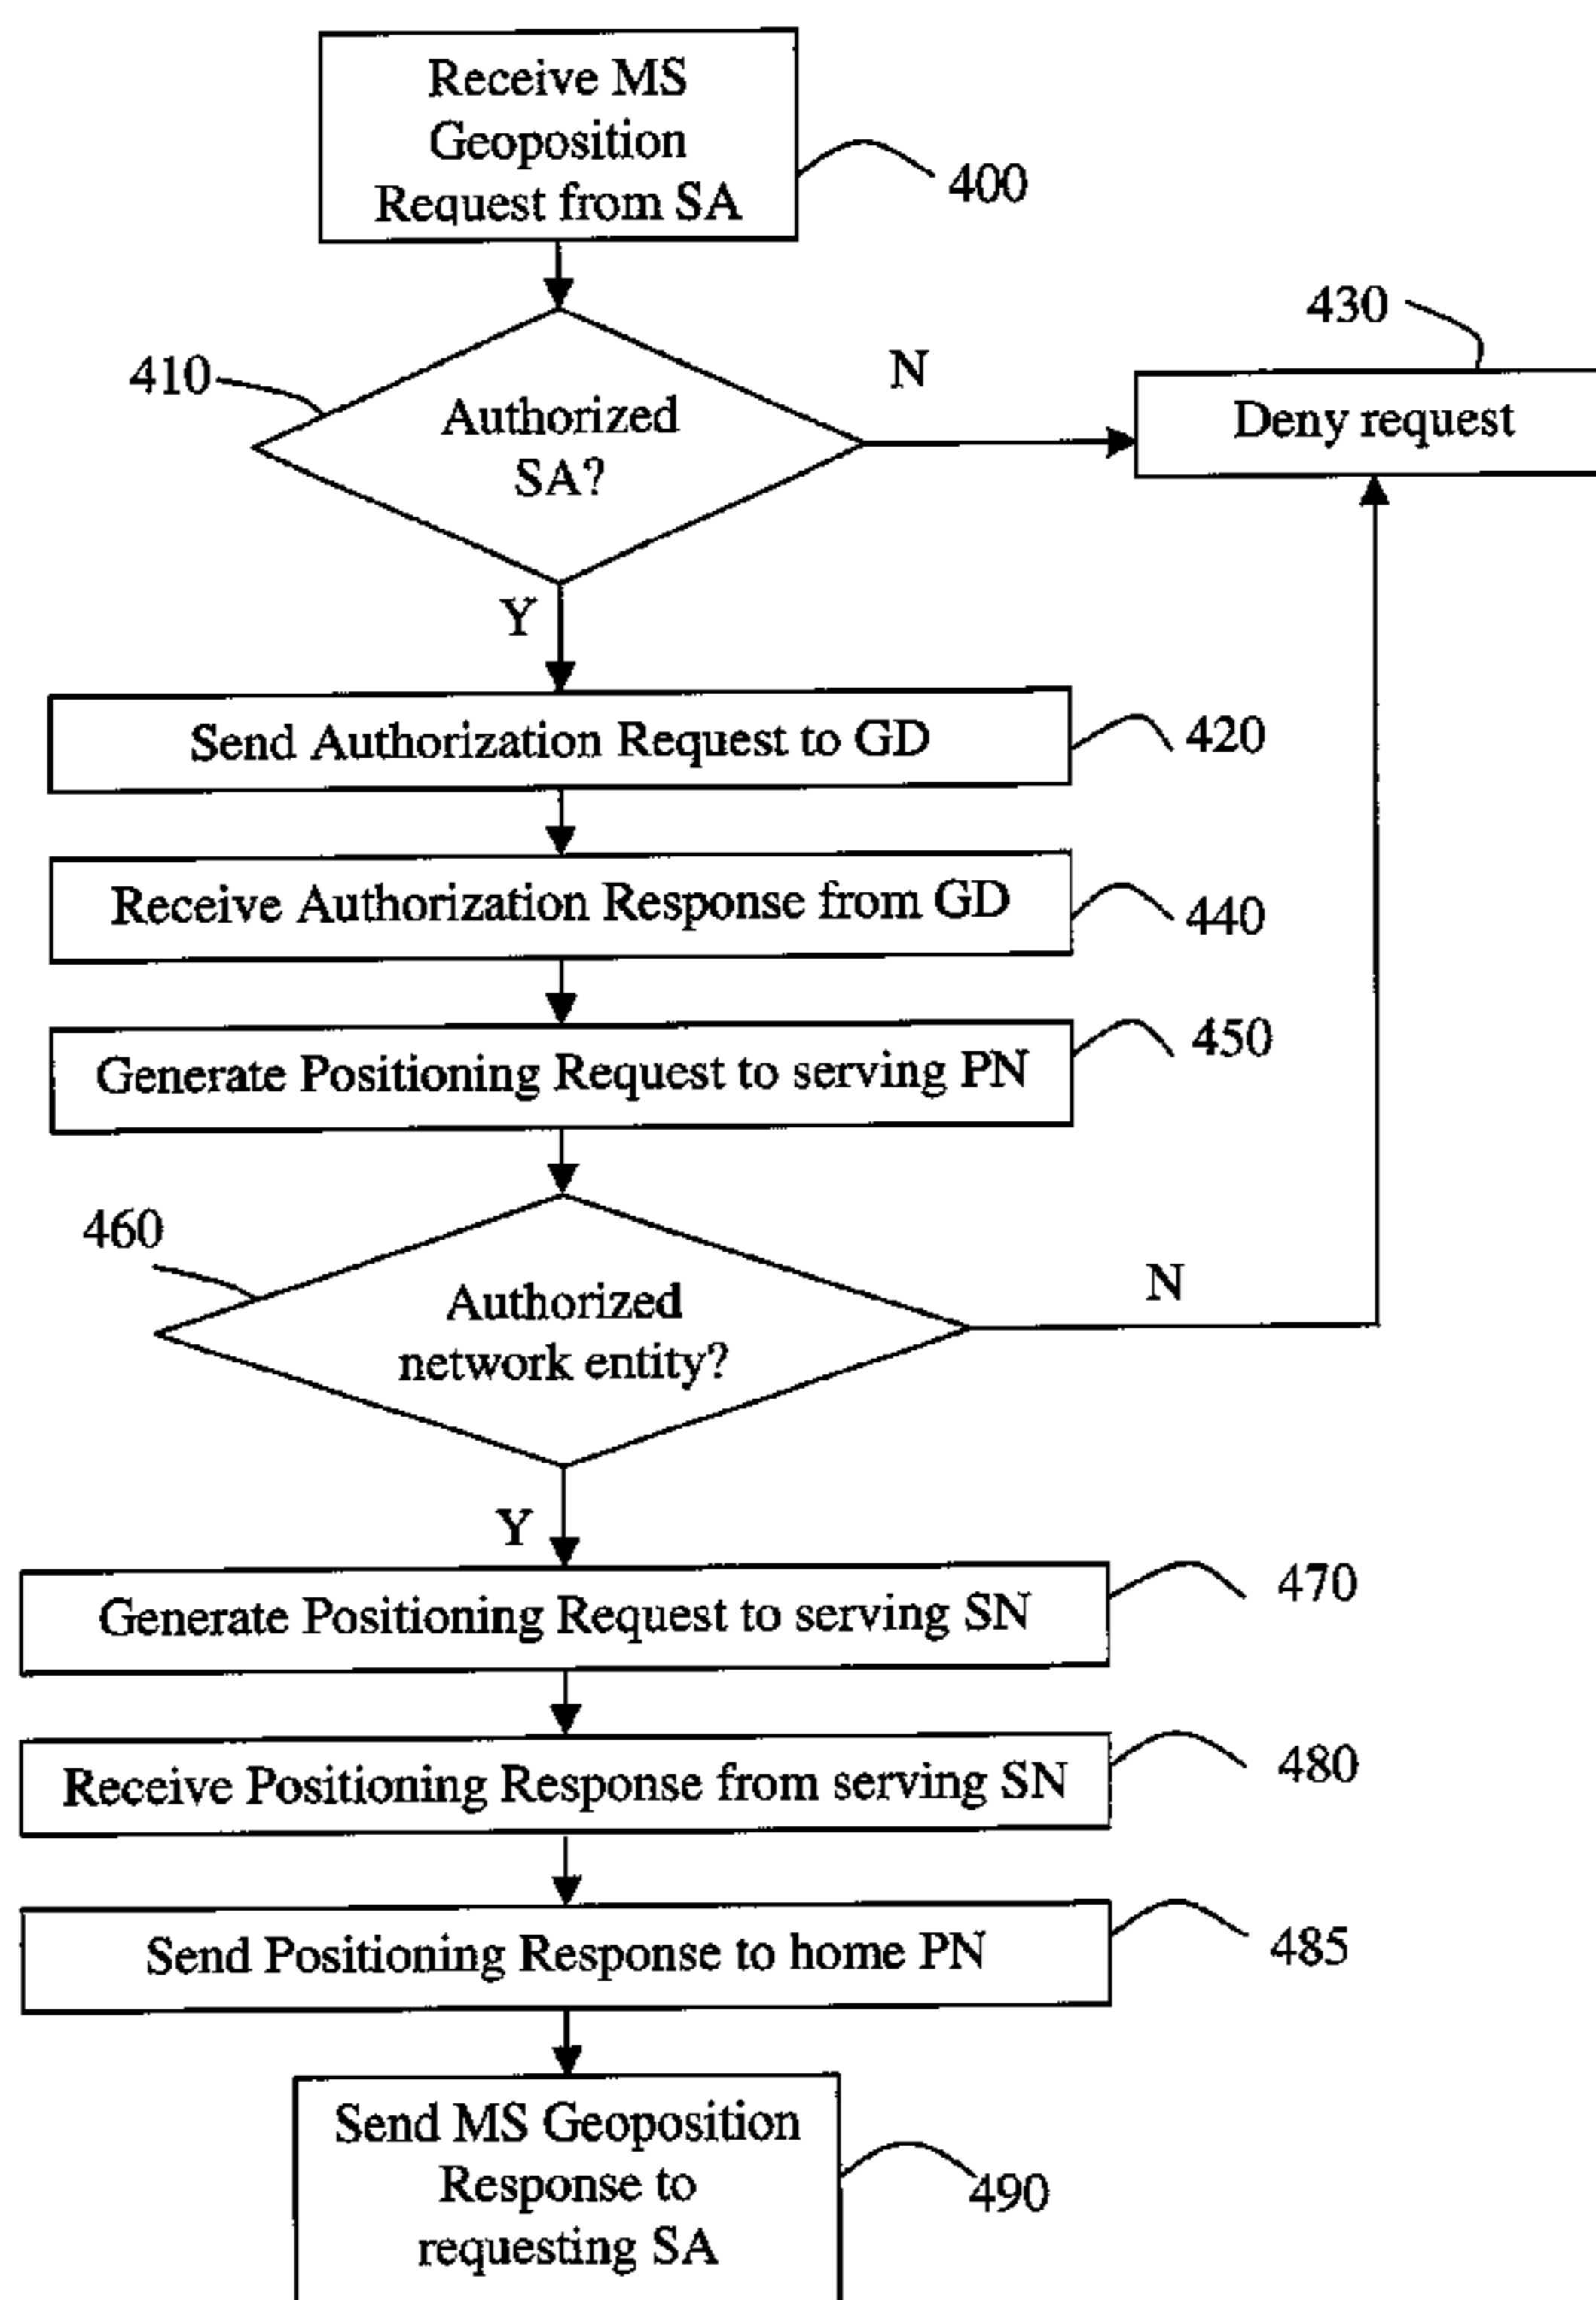 Receive MS
Geoposition
Request from SA
400
430
410
N
Deny request
Authorized
SA?
Y
Send Authorization Request to GD
420
Receive Authorization Response from GD
440
Generate Positioning Request to serving PN
450
460
N
Authorized
network entity?
Y
Generate Positioning Request to serving SN
470
Receive Positioning Response from serving SN
480
Send Positioning Response to home PN
485
Send MS Geoposition
Response to
requesting SA
490